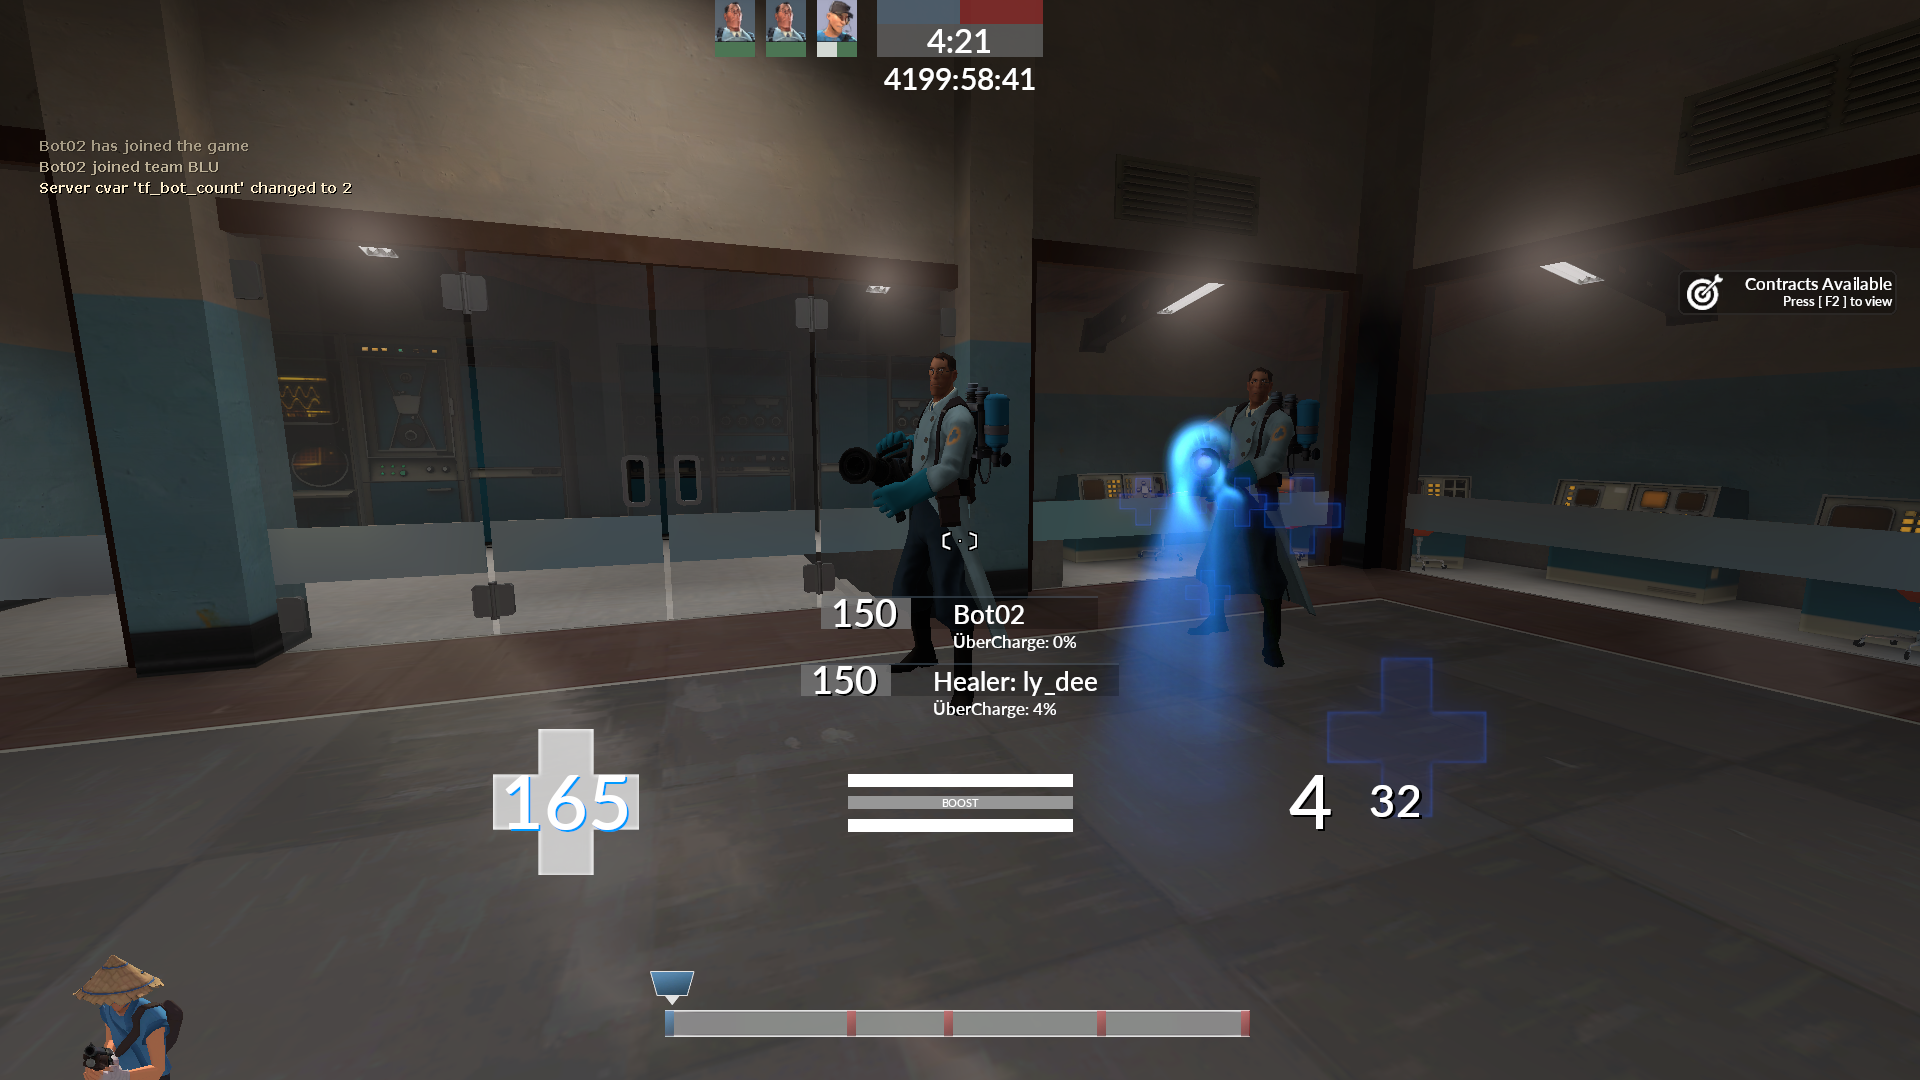 4:21
4199:58:41
Bot02 has joined the game
Bot02 joined team BLU
Server cvar 'tf_bot_count' changed to 2
Contracts Available
Press [ F2 ] to view
150 Bot02
ÜberCharge: 0%
150 Healer: ly_dee
ÜberCharge: 4%
165
BOOST
4 32